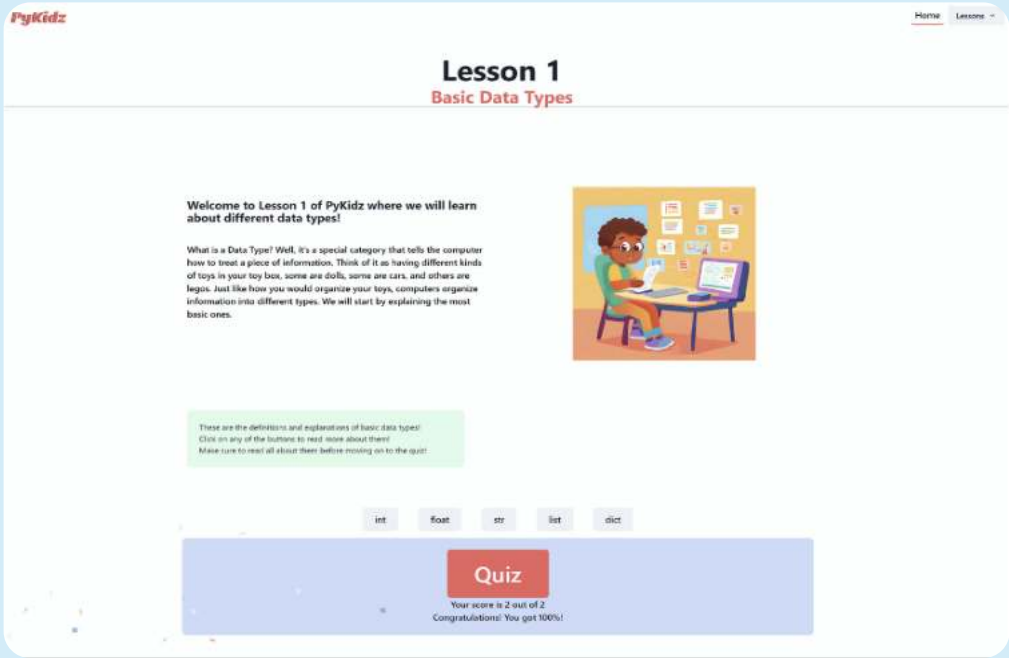 PyKidz
Home Lessons
Lesson 1
Basic Data Types
Welcome to Lesson 1 of PyKidz where we will learn
about different data types!
What is a Data Type? Well, it's a special category that tells the computer
how to treat a piece of information. Think of it as having different kinds
of toys in your toy box, some are dolls, some are cars, and others are
legos. Just like how you would organize your toys, computers organize
information into different types. We will start by explaining the most
basic ones.
These are the definitions and explanations of basic data types!
Click on any of the buttons to read more about them!
Make sure to read all about them before moving on to the quiz!
int float str list dict
Quiz
Your score is 2 out of 2
Congratulations! You got 100%!